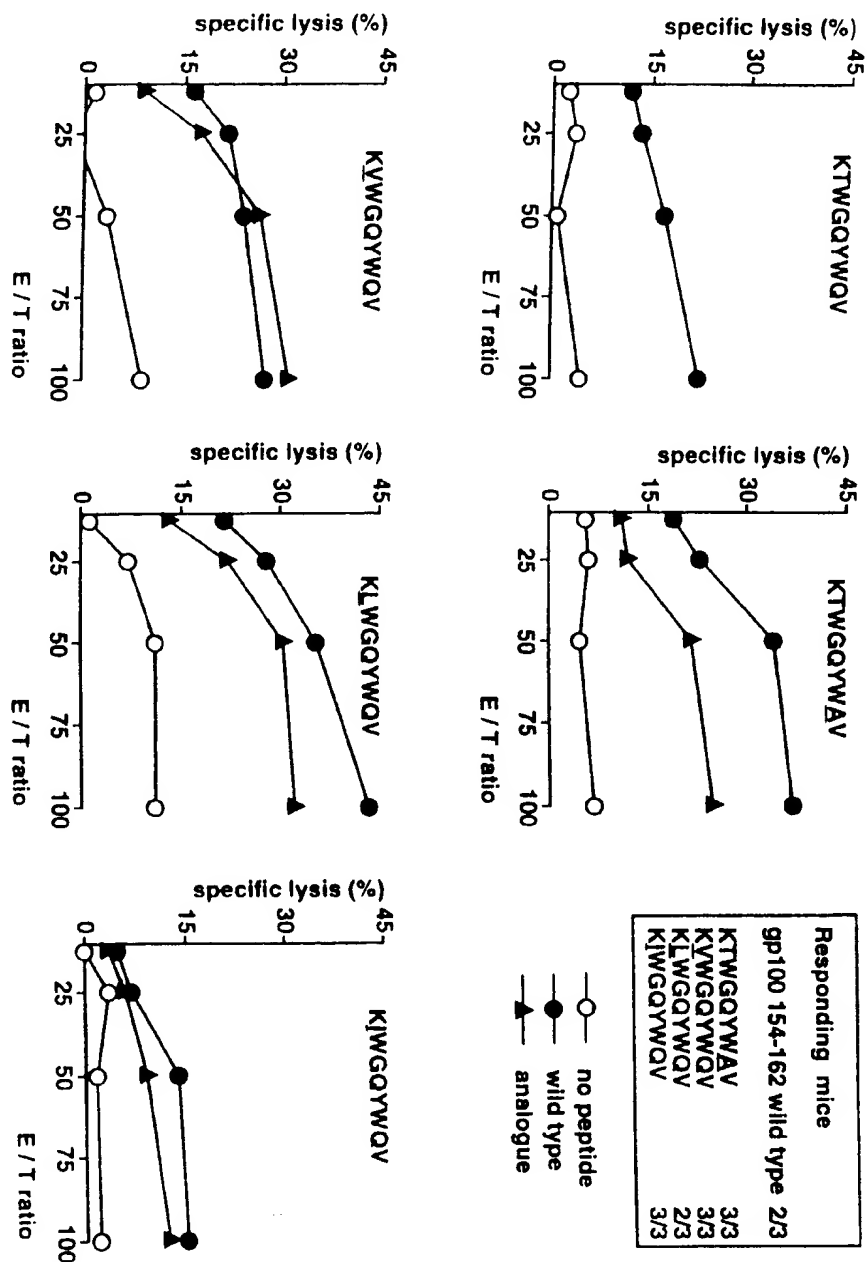 KTWGQYWQV
specific lysis (%)
45
30
15
0
25 50 75 100
E / T ratio
KTWGQYWAV
specific lysis (%)
45
30
15
0
25 50 75 100
E / T ratio
Responding mice
gp100 154-162 wild type 2/3
KTWGQYWAV 3/3
KVWGQYWQV 3/3
KLWGQYWQV 2/3
KIWGQYWQV 3/3
no peptide
wild type
analogue
KVWGQYWQV
specific lysis (%)
45
30
15
0
25 50 75 100
E / T ratio
KLWGQYWQV
specific lysis (%)
45
30
15
0
25 50 75 100
E / T ratio
KIWGQYWQV
specific lysis (%)
45
30
15
0
25 50 75 100
E / T ratio